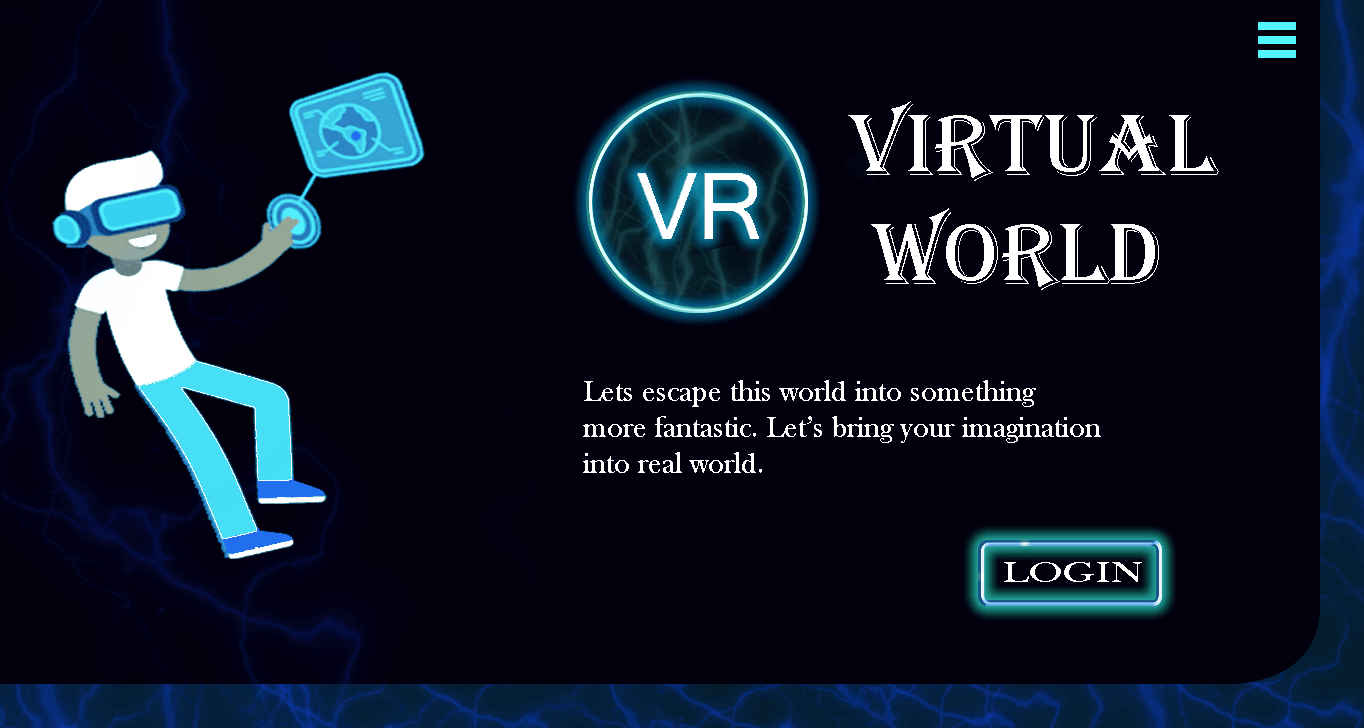 VR
VIRTUAL
WORLD
Lets escape this world into something
more fantastic. Let’s bring your imagination
into real world.
LOGIN